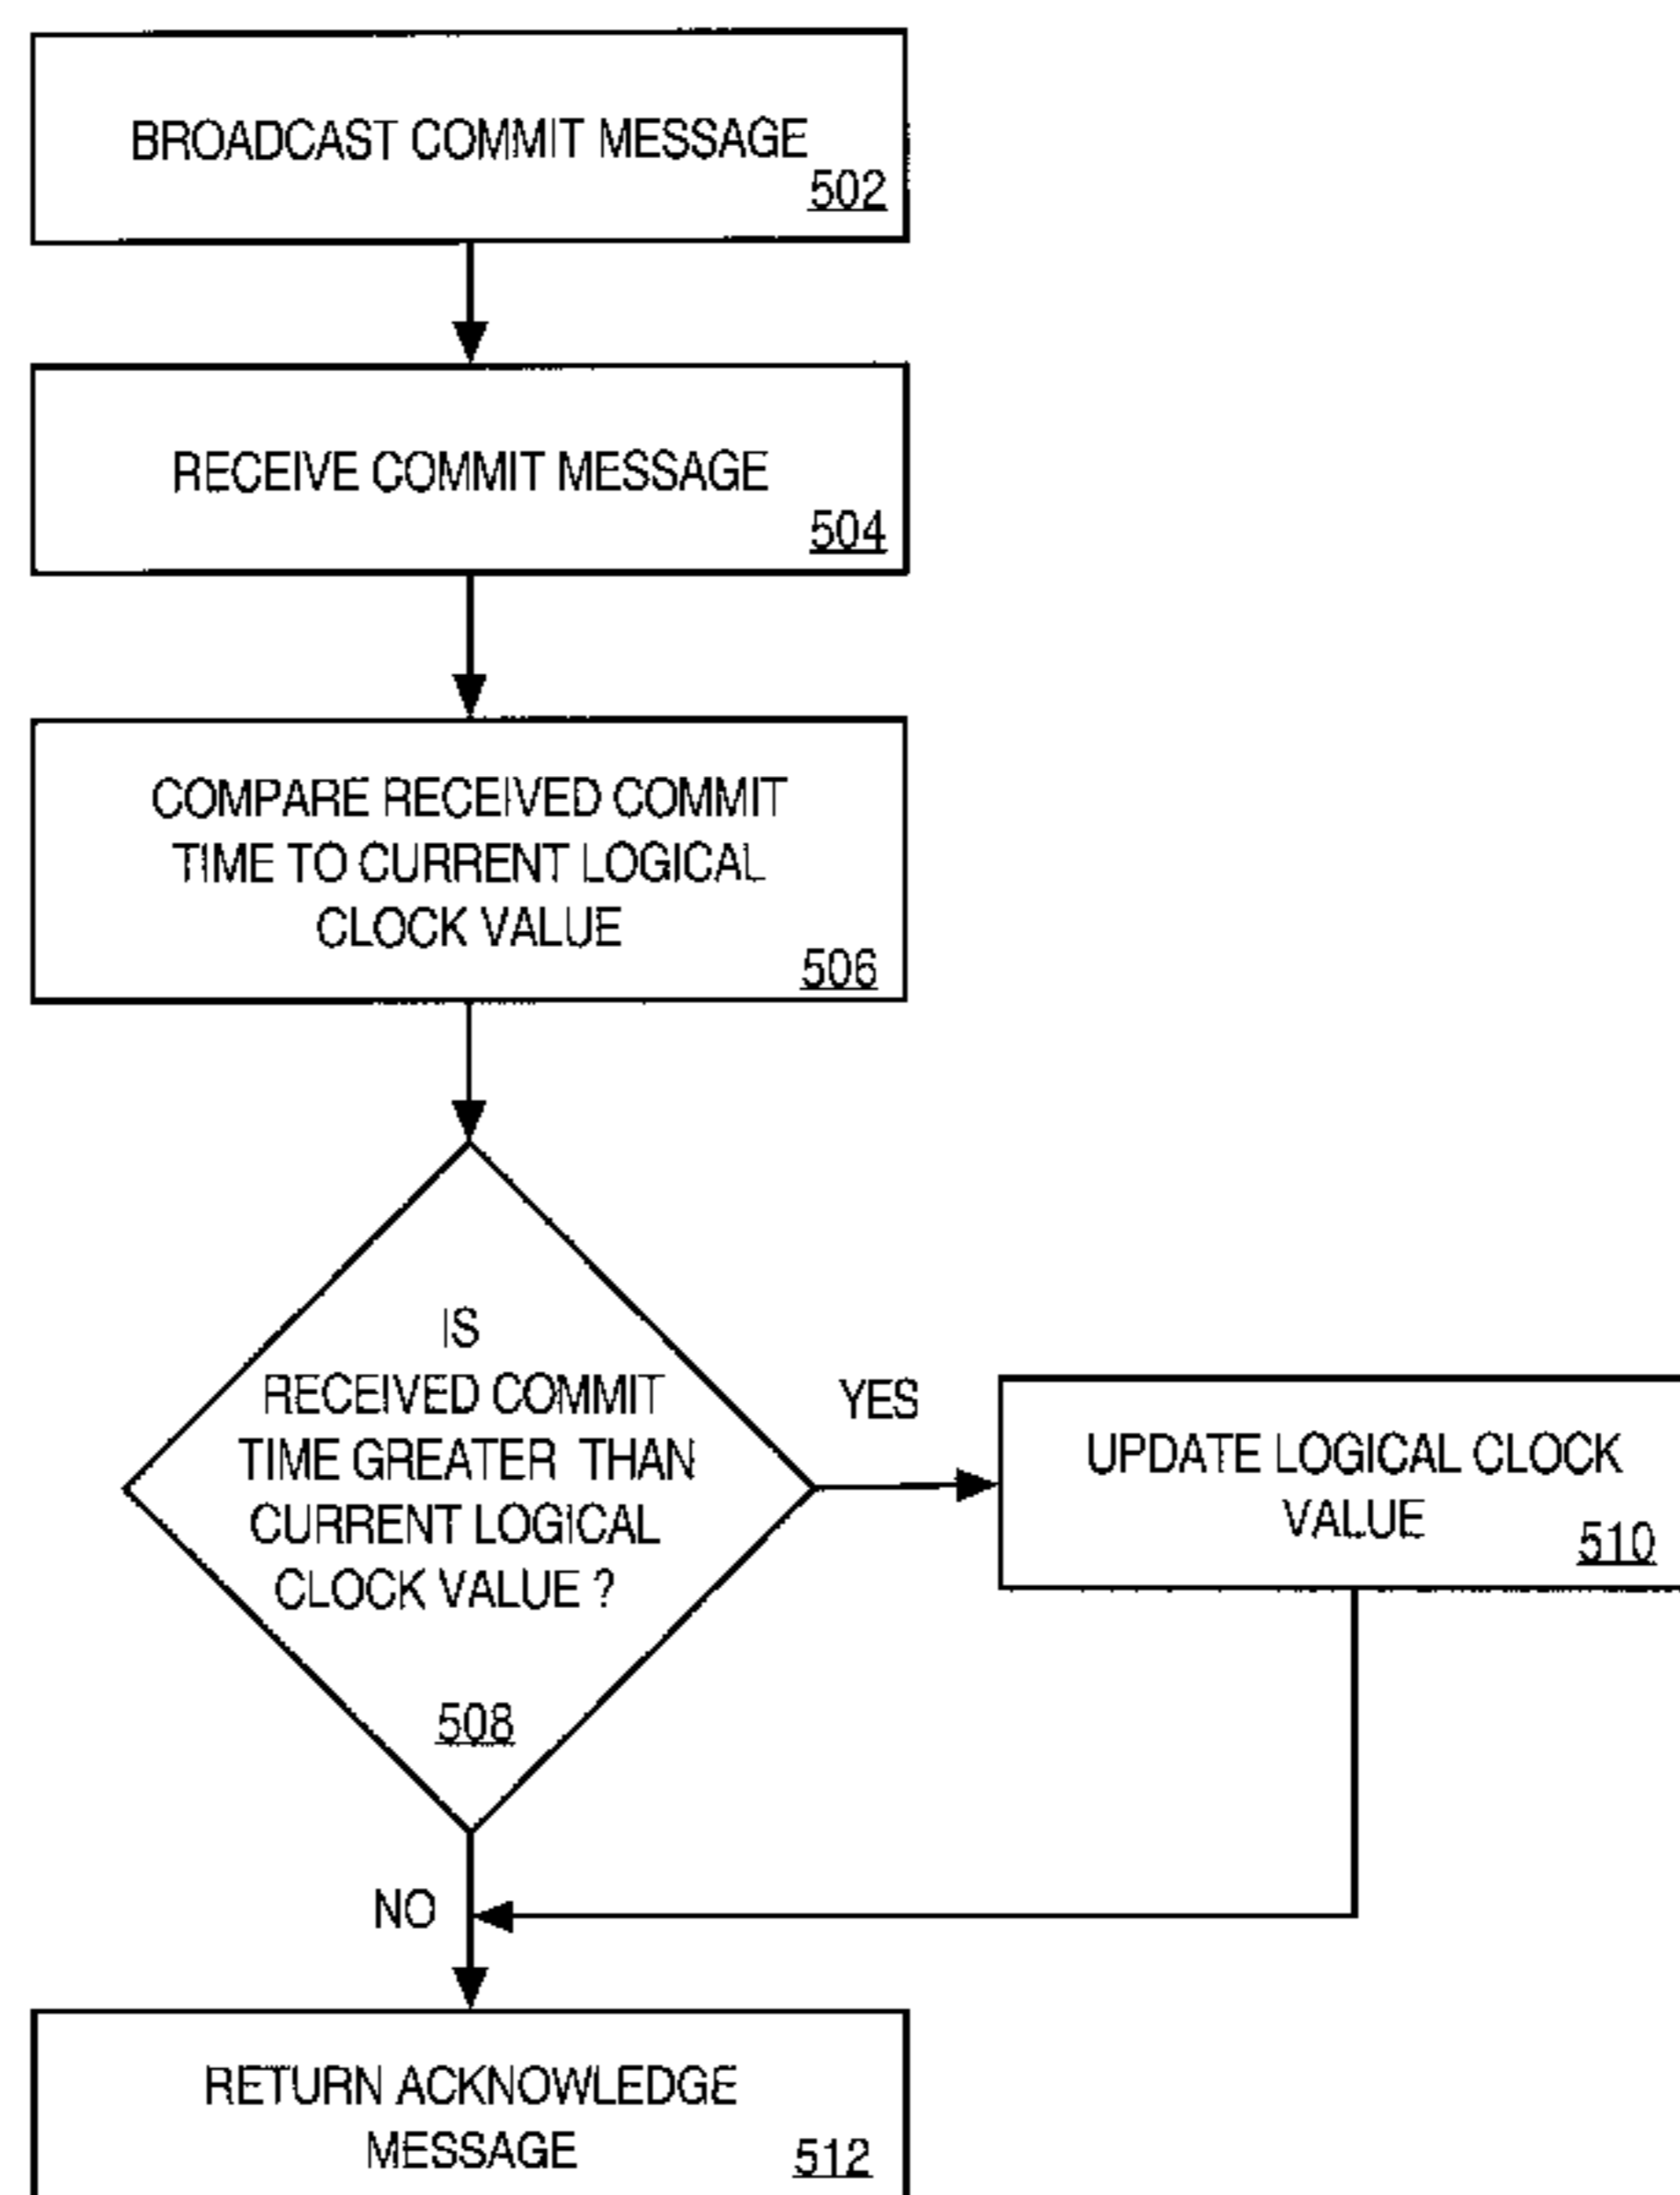 BROADCAST COMMIT MESSAGE
502
RECEIVE COMMIT MESSAGE
504
COMPARE RECEIVED COMMIT
TIME TO CURRENT LOGICAL
CLOCK VALUE
506
IS
RECEIVED COMMIT
TIME GREATER THAN
CURRENT LOGICAL
CLOCK VALUE ?
508
YES
UPDATE LOGICAL CLOCK
VALUE
510
NO
RETURN ACKNOWLEDGE
MESSAGE
512